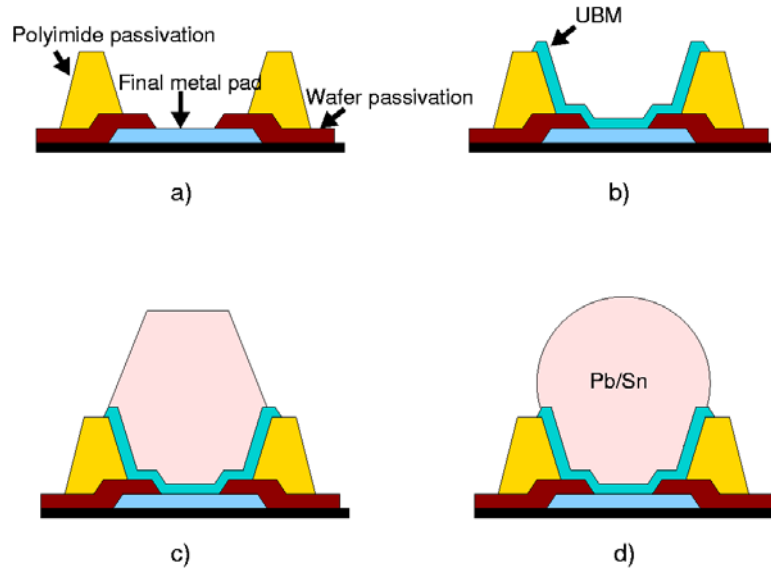 Polyimide passivation
Final metal pad
Wafer passivation
a)
UBM
b)
c)
Pb/Sn
d)